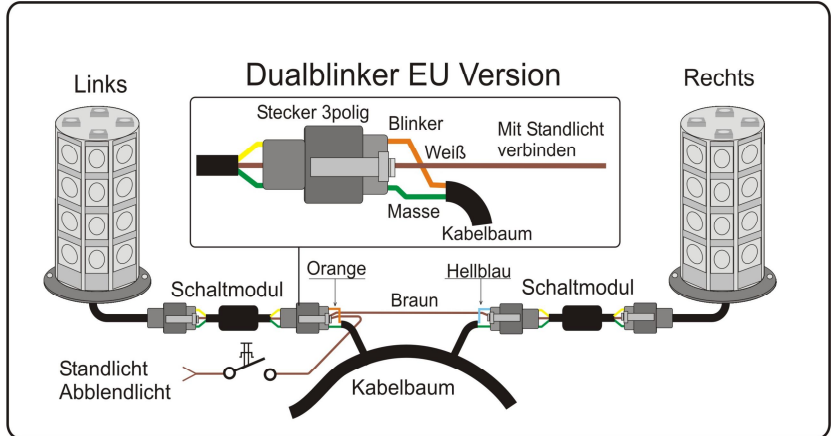 Dualblinker EU Version
Links
Rechts
Stecker 3polig
Blinker
Weiß
Mit Standlicht
verbinden
Masse
Kabelbaum
Schaltmodul
Orange
Braun
Hellblau
Schaltmodul
Standlicht
Abblendlicht
Kabelbaum